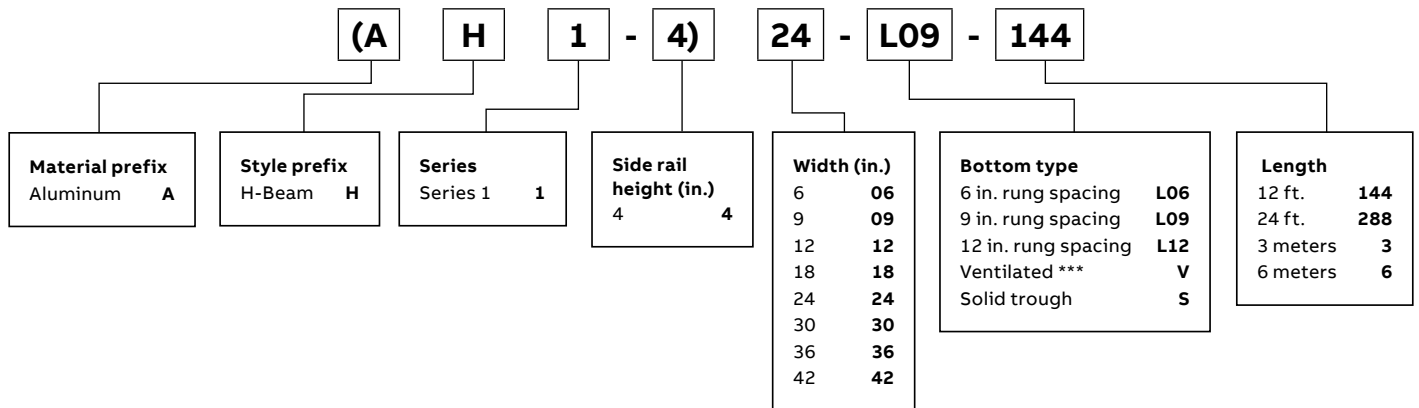 (A H 1 - 4) 24 - L09 - 144
Material prefix
Aluminum A
Style prefix
H-Beam H
Series
Series 1 1
Side rail
height (in.)
4 4
Width (in.)
6 06
9 09
12 12
18 18
24 24
30 30
36 36
42 42
Bottom type
6 in. rung spacing L06
9 in. rung spacing L09
12 in. rung spacing L12
Ventilated *** V
Solid trough S
Length
12 ft. 144
24 ft. 288
3 meters 3
6 meters 6